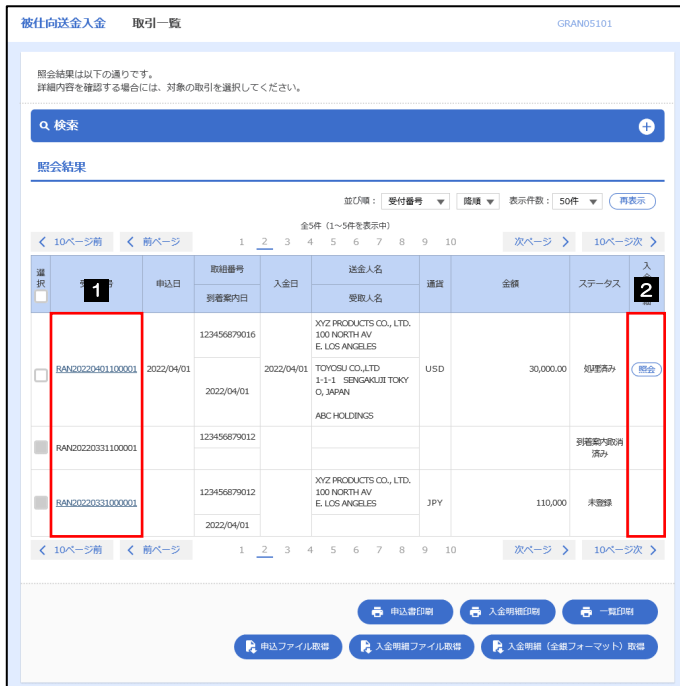 被仕向送金入金 取引一覧 GRAN05101
照会結果は以下の通りです。
詳細内容を確認する場合には、対象の取引を選択してください。
検索
照会結果
並び順： 受付番号 降順 表示件数： 50件 再表示
全5件（1～5件を表示中）
10ページ前 前ページ 1 2 3 4 5 6 7 8 9 10 次ページ 10ページ次
選択 1 申込日 取組番号 入金日 送金人名 通貨 金額 ステータス 2
到着案内日 受取人名
123456879016 XYZ PRODUCTS CO., LTD.
100 NORTH AV
E. LOS ANGELES
RAN20220401100001 2022/04/01 2022/04/01 TOYOSU CO.,LTD USD 30,000.00 処理済み 照会
1-1-1 SENGAKUJI TOKY
2022/04/01 O, JAPAN
ABC HOLDINGS
RAN20220331100001 123456879012 到着案内取消
済み
RAN20220331000001 123456879012 XYZ PRODUCTS CO., LTD. JPY 110,000 未登録
100 NORTH AV
E. LOS ANGELES
2022/04/01
10ページ前 前ページ 1 2 3 4 5 6 7 8 9 10 次ページ 10ページ次
申込書印刷 入金明細印刷 一覧印刷
申込ファイル取得 入金明細ファイル取得 入金明細（全銀フォーマット）取得